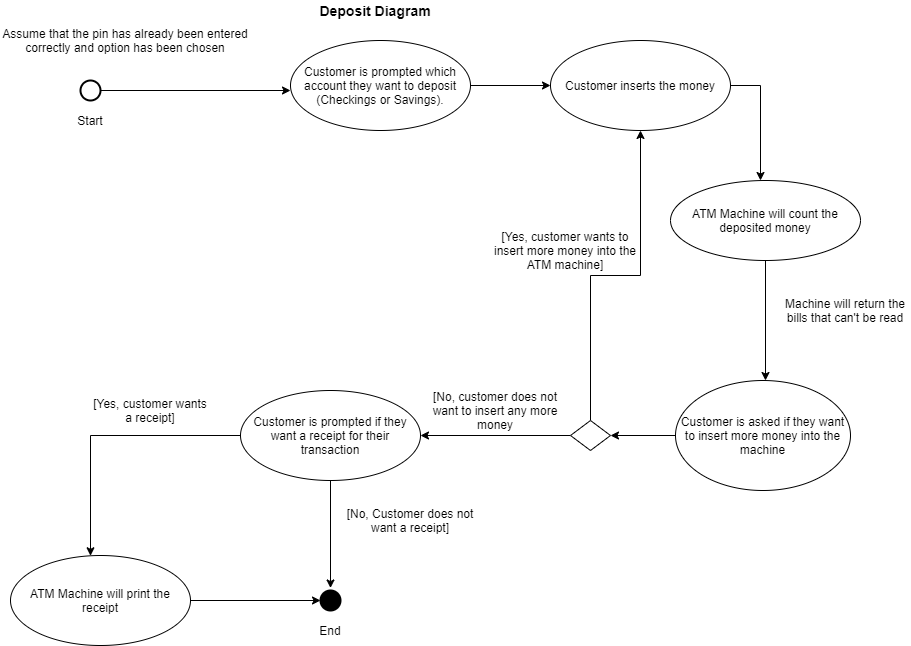 Deposit Diagram
Assume that the pin has already been entered
correctly and option has been chosen
Start
Customer is prompted which
account they want to deposit
(Checkings or Savings).
Customer inserts the money
ATM Machine will count the
deposited money
[Yes, customer wants to
insert more money into the
ATM machine]
Machine will return the
bills that can't be read
Customer is asked if they want
to insert more money into the
machine
[No, customer does not
want to insert any more
money
Customer is prompted if they
want a receipt for their
transaction
[Yes, customer wants
a receipt]
[No, Customer does not
want a receipt]
ATM Machine will print the
receipt
End